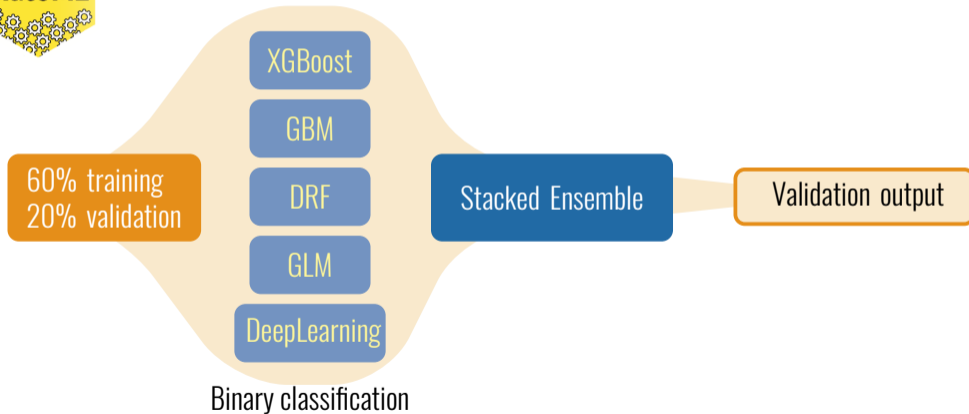 XGBoost
GBM
60% training
20% validation
DRF
Stacked Ensemble
Validation output
GLM
DeepLearning
Binary classification